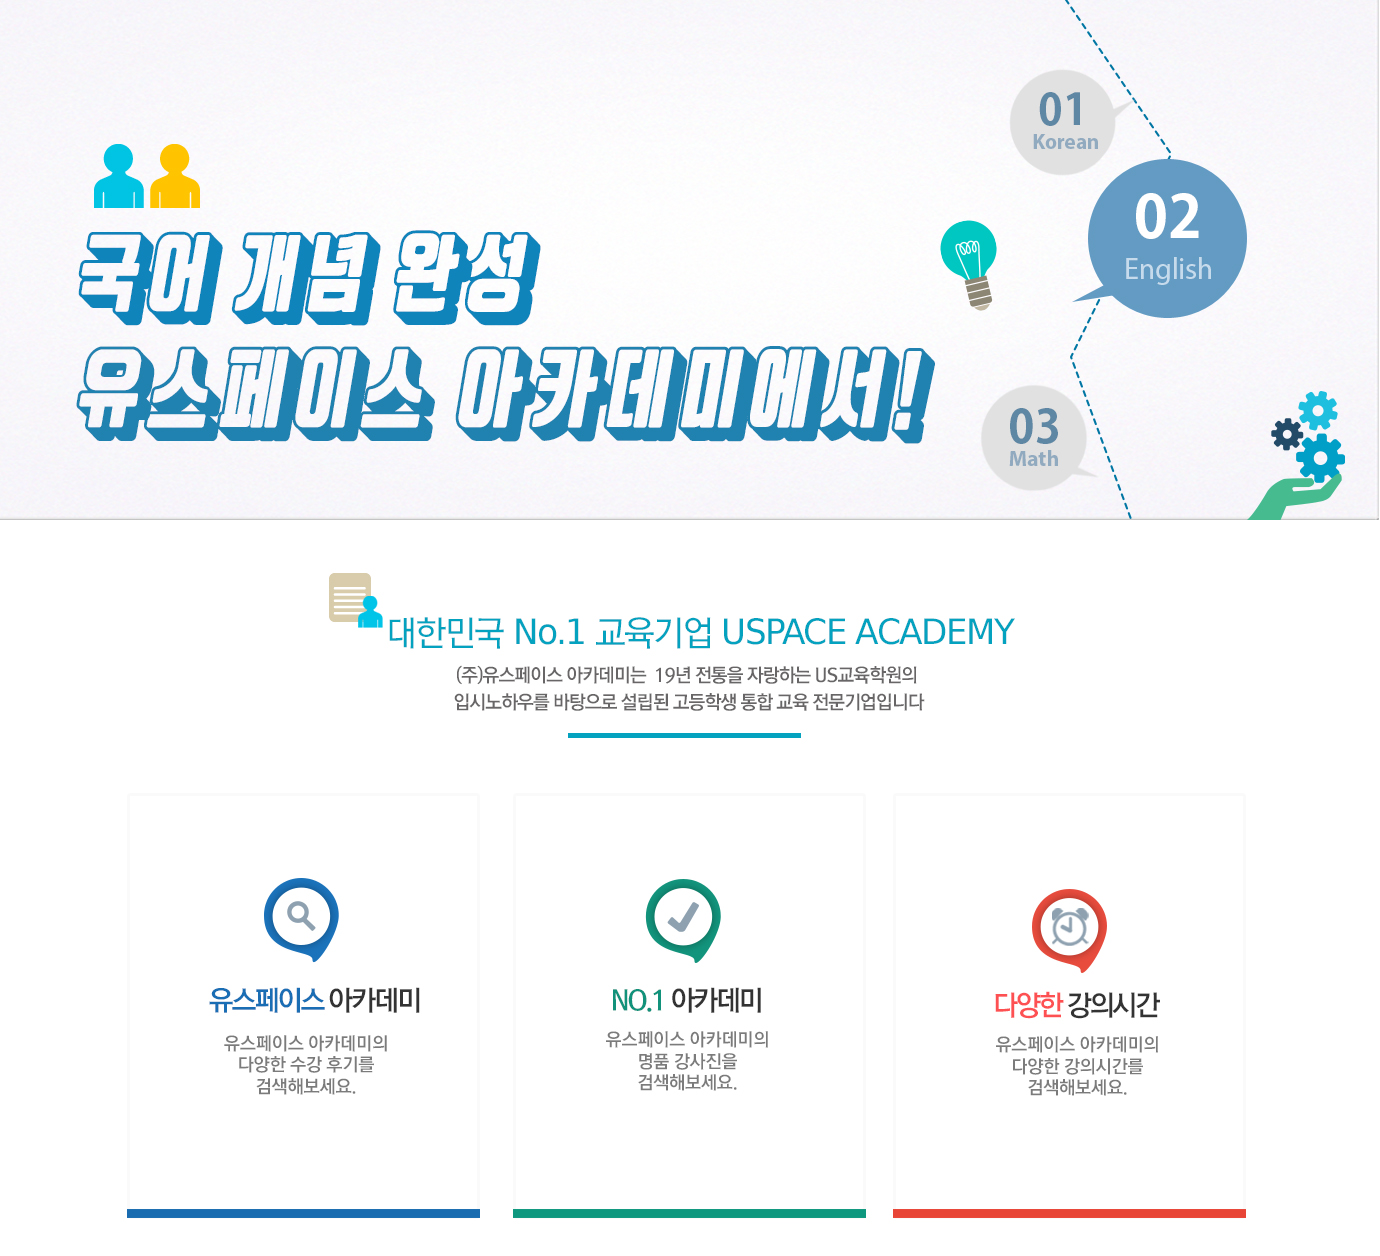 국어 개념 완성
유스페이스 아카데미에서!
01
Korean
02
English
03
Math
대한민국 No.1 교육기업 USPACE ACADEMY
(주)유스페이스 아카데미는 19년 전통을 자랑하는 US교육학원의
입시노하우를 바탕으로 설립된 고등학생 통합 교육 전문기업입니다
유스페이스 아카데미
유스페이스 아카데미의
다양한 수강 후기를
검색해보세요.
NO.1 아카데미
유스페이스 아카데미의
명품 강사진을
검색해보세요.
다양한 강의시간
유스페이스 아카데미의
다양한 강의시간를
검색해보세요.